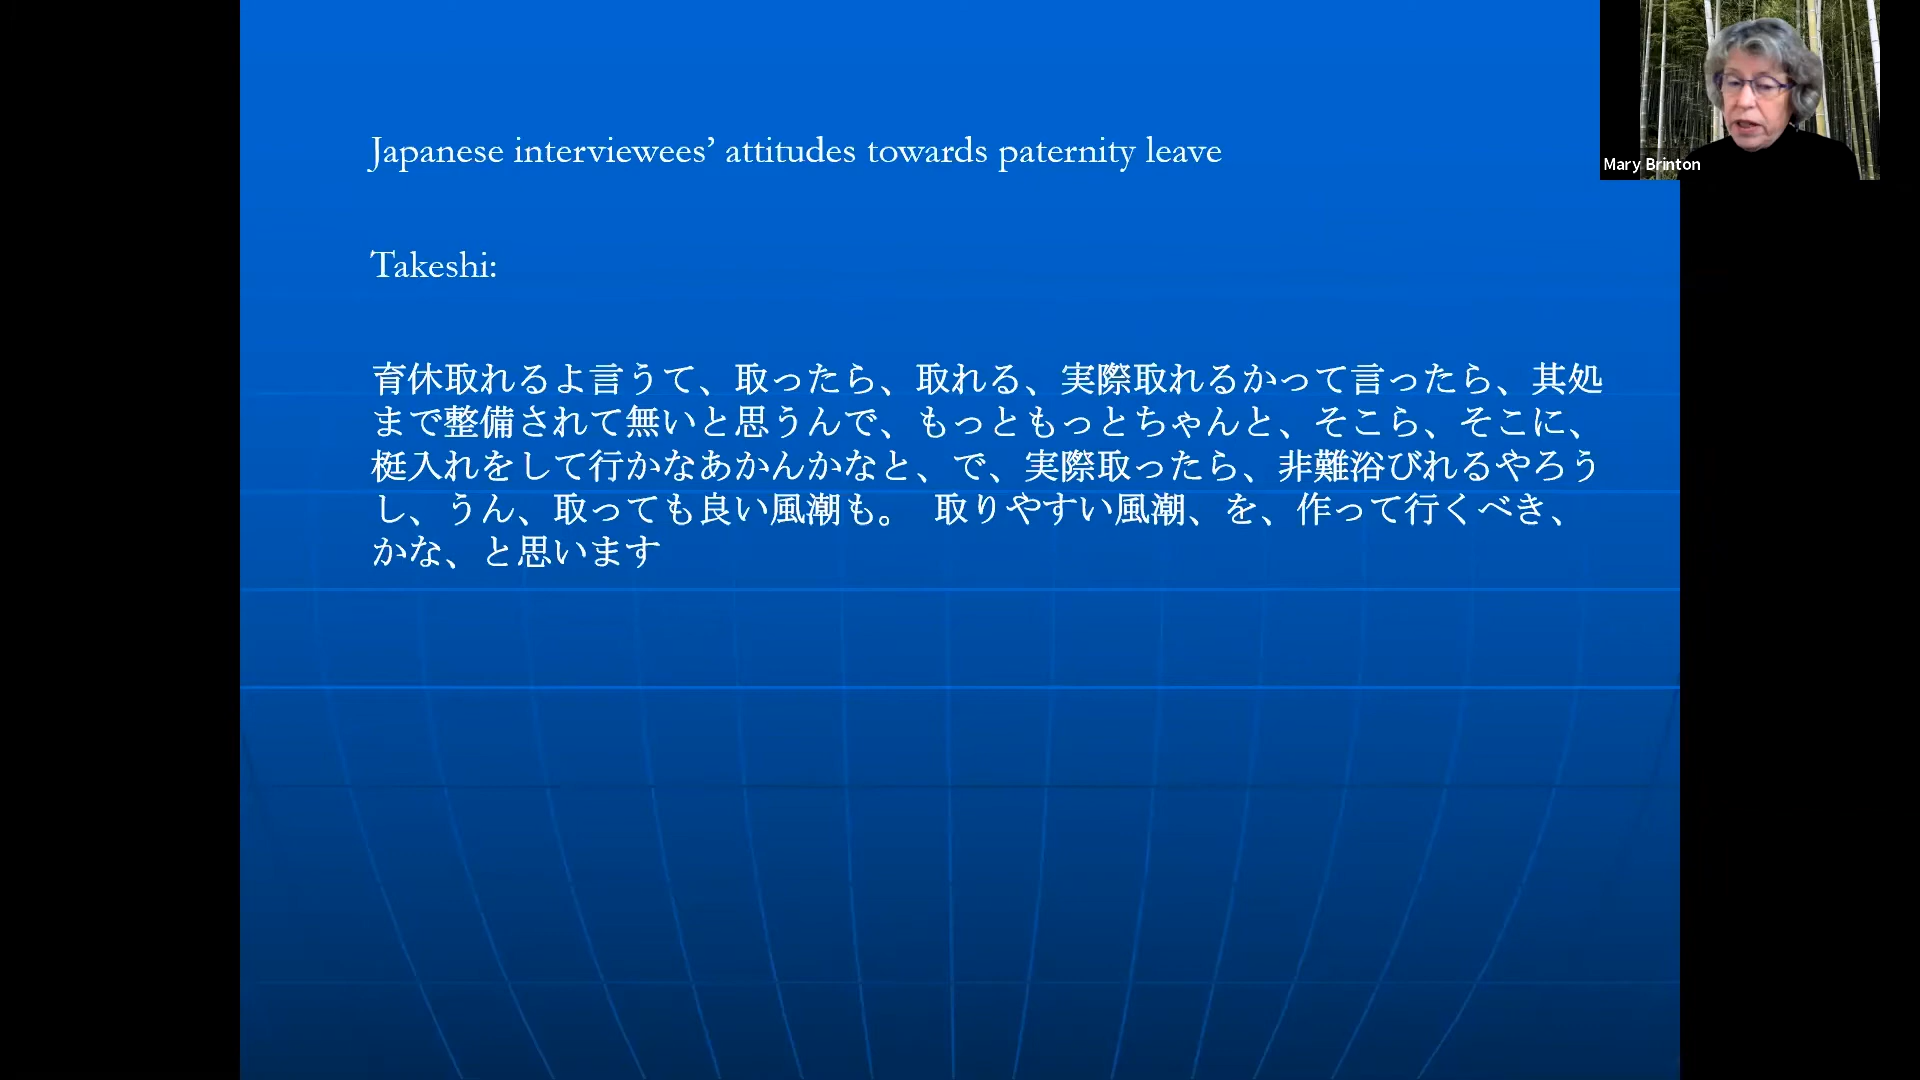 Japanese interviewees’ attitudes towards paternity leave
Takeshi:
育休取れるよ言うて、取ったら、取れる、実際取れるかって言ったら、其処
まで整備されて無いと思うんで、もっともっとちゃんと、そこら、そこに、
梃入れをして行かなあかんかなと、で、実際取ったら、非難浴びれるやろう
し、うん、取っても良い風潮も。 取りやすい風潮、を、作って行くべき、
かな、と思います
Mary Brinton